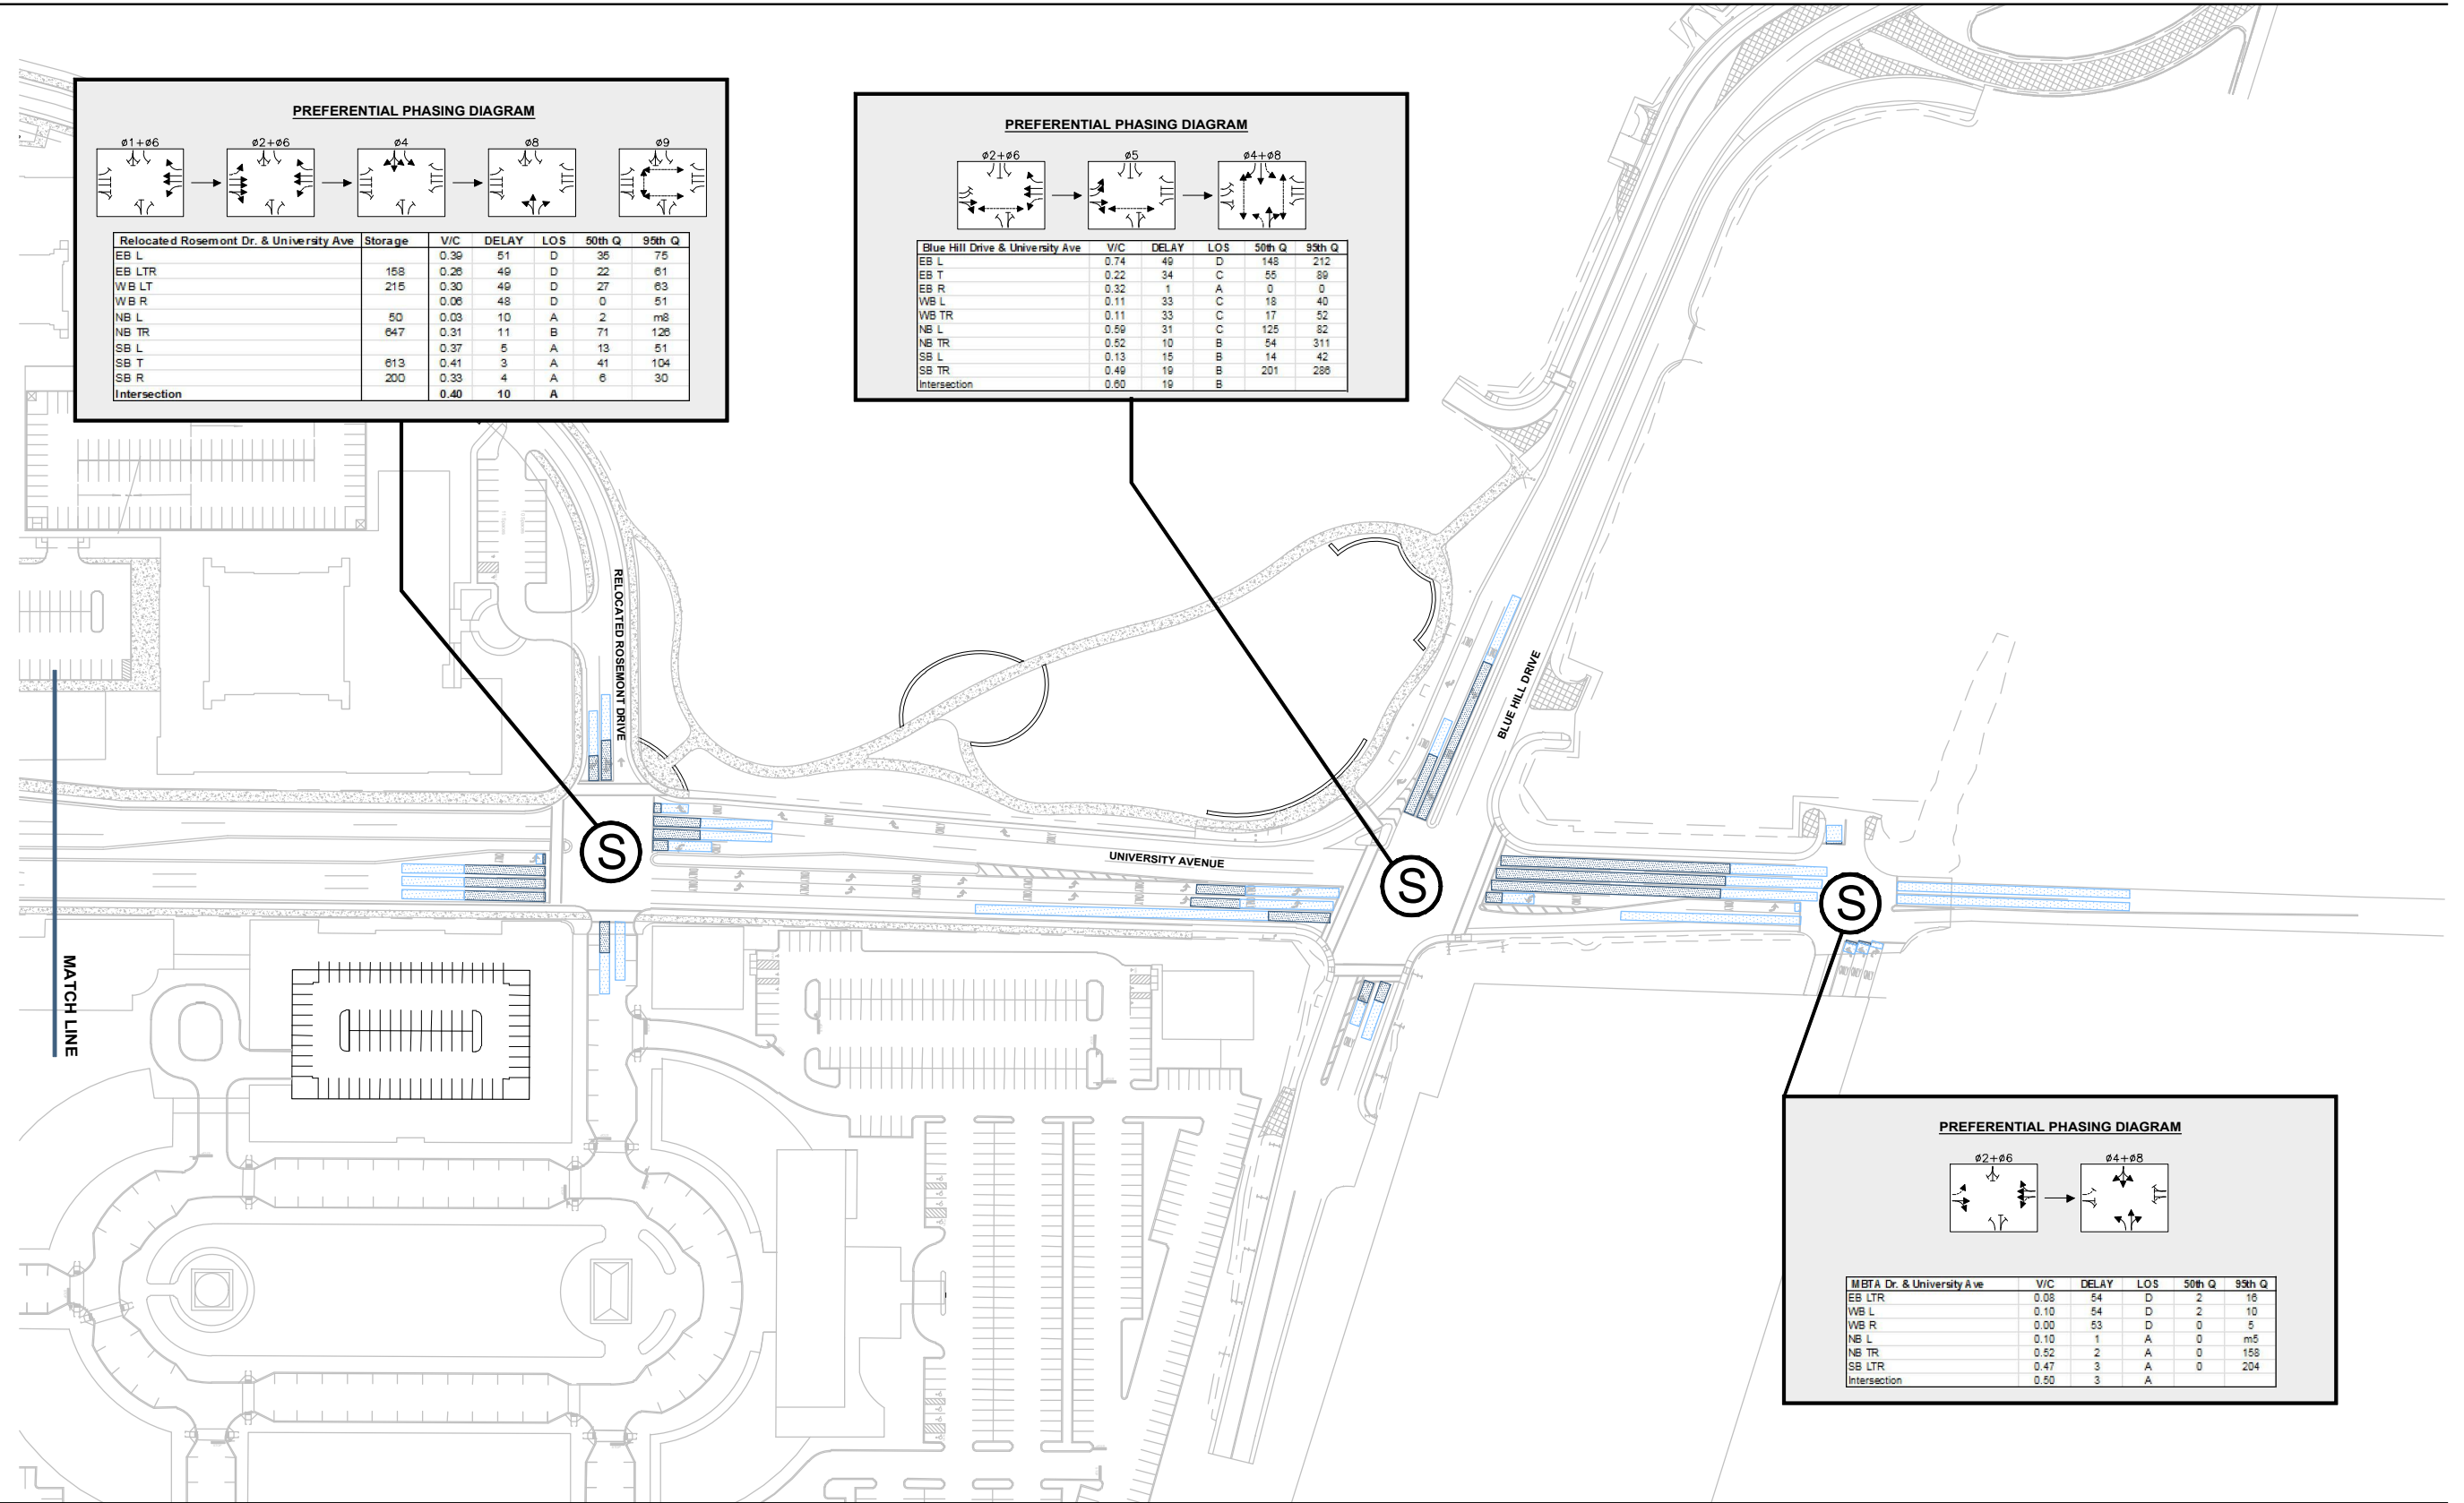 PREFERENTIAL PHASING DIAGRAM
ø1+ø6 ø2+ø6 ø4 ø8 ø9
Relocated Rosemont Dr. & University Ave Storage V/C DELAY LOS 50th Q 95th Q
EB L 0.39 51 D 35 75
EB LTR 158 0.26 49 D 22 61
WB LT 215 0.30 49 D 27 63
WB R 0.06 48 D 0 51
NB L 50 0.03 10 A 2 m8
NB TR 647 0.31 11 B 71 126
SB L 0.37 5 A 13 51
SB T 613 0.41 3 A 41 104
SB R 200 0.33 4 A 6 30
Intersection 0.40 10 A
PREFERENTIAL PHASING DIAGRAM
ø2+ø6 ø5 ø4+ø8
Blue Hill Drive & University Ave V/C DELAY LOS 50th Q 95th Q
EB L 0.74 49 D 148 212
EB T 0.22 34 C 55 89
EB R 0.32 1 A 0 0
WB L 0.11 33 C 18 40
WB TR 0.11 33 C 17 52
NB L 0.59 31 C 125 82
NB TR 0.52 10 B 54 311
SB L 0.13 15 B 14 42
SB TR 0.49 19 B 201 286
Intersection 0.60 19 B
RELOCATED ROSEMONT DRIVE
BLUE HILL DRIVE
UNIVERSITY AVENUE
S
S
S
MATCH LINE
PREFERENTIAL PHASING DIAGRAM
ø2+ø6 ø4+ø8
MBTA Dr. & University Ave V/C DELAY LOS 50th Q 95th Q
EB LTR 0.08 54 D 2 16
WB L 0.10 54 D 2 10
WB R 0.00 53 D 0 5
NB L 0.10 1 A 0 m5
NB TR 0.52 2 A 0 158
SB LTR 0.47 3 A 0 204
Intersection 0.50 3 A